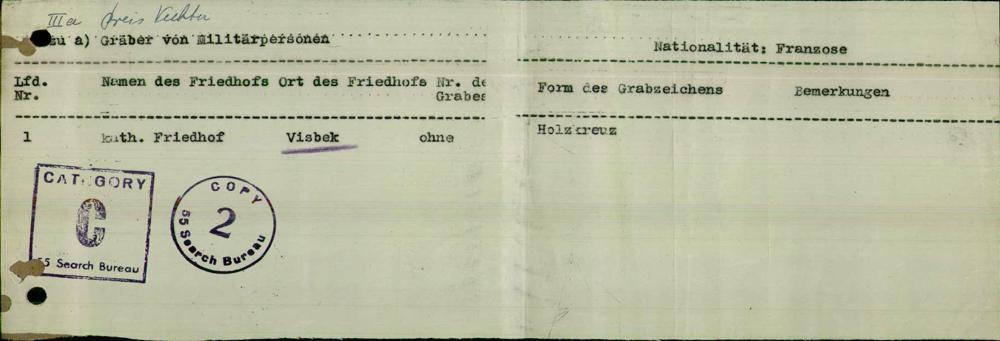 IIIa Kreis Vechta
zu a) Gräber von Militärpersonen
Nationalität: Franzose
Lfd. Namen des Friedhofs Ort des Friedhofs Nr. de Form des Grabzeichens Bemerkungen
Nr. Grabes
1 kath. Friedhof Visbek ohne Holzkreuz
CATEGORY
C
55 Search Bureau
COPY
2
55 Search Bureau